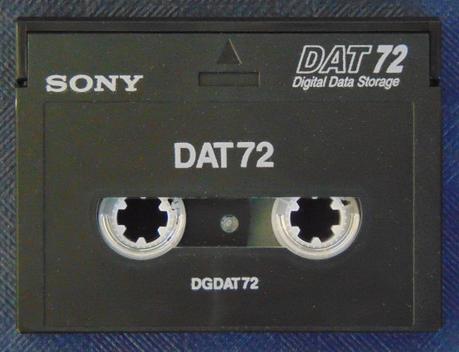 SONY
DAT 72
Digital Data Storage
DAT72
DGDAT72